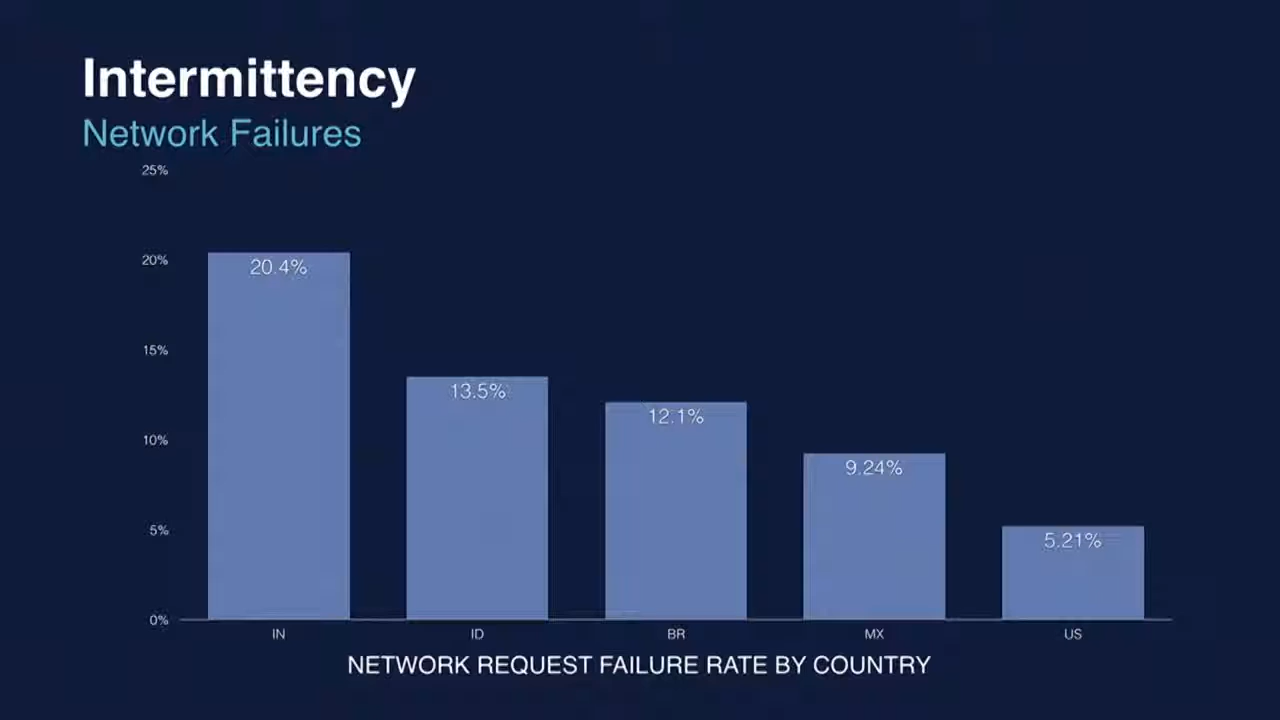 Intermittency
Network Failures
25%
20%
15%
10%
5%
0%
20.4%
13.5%
12.1%
9.24%
5.21%
IN
ID
BR
MX
US
NETWORK REQUEST FAILURE RATE BY COUNTRY